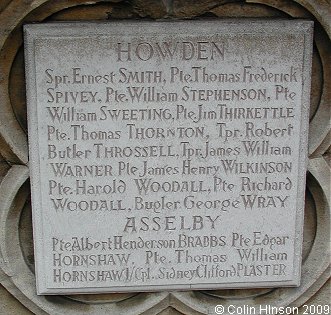 HOWDEN
Spr. Ernest SMITH, Pte. Thomas Frederick
SPIVEY, Pte. William STEPHENSON, Pte
William SWEETING, Pte. Jim THIRKETTLE
Pte. Thomas THORNTON, Tpr. Robert
Butler THROSSELL, Tpr. James William
WARNER Pte James Henry WILKINSON
Pte. Harold WOODALL, Pte Richard
WOODALL, Bugler George WRAY
ASSELBY
Pte Albert Henderson BRABBS Pte Edgar
HORNSHAW, Pte. Thomas William
HORNSHAW, L/Cpl. Sidney Clifford PLASTER
© Colin Hinson 2009